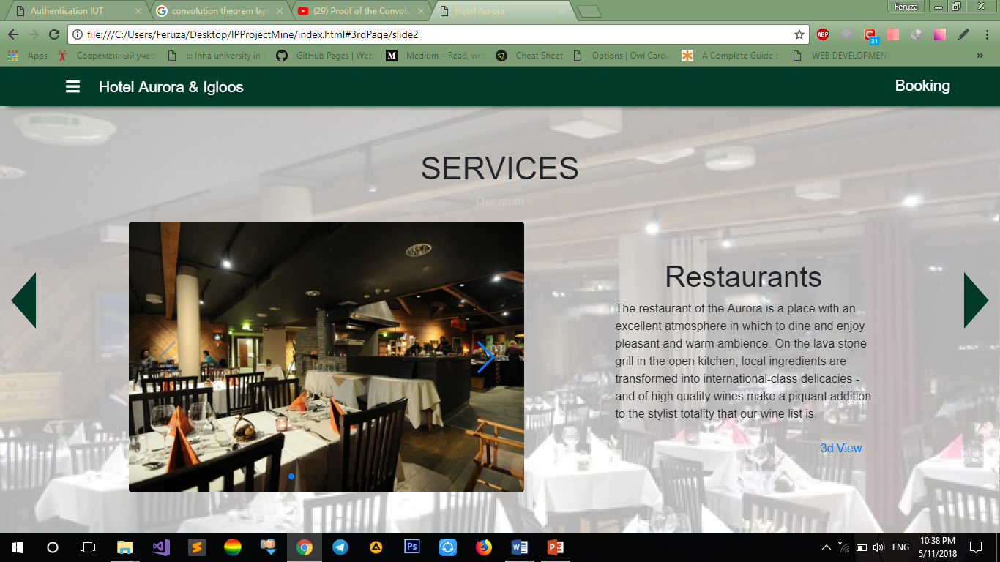 Feruza
Authentication IUT
convolution theorem lapl
(29) Proof of the Convolu
Hotel Aurora
file:///C:/Users/Feruza/Desktop/IPProjectMine/index.html#3rdPage/slide2
ABP
31
Apps
Современный учеб
::: Inha university in t
GitHub Pages | Webs
M
Medium – Read, writ
Cheat Sheet
Options | Owl Carou
A Complete Guide to
WEB DEVELOPMENT
»
Hotel Aurora & Igloos
Booking
SERVICES
Our smth
Restaurants
The restaurant of the Aurora is a place with an
excellent atmosphere in which to dine and enjoy
pleasant and warm ambience. On the lava stone
grill in the open kitchen, local ingredients are
transformed into international-class delicacies -
and of high quality wines make a piquant addition
to the stylist totality that our wine list is.
3d View
Ps
ENG
10:38 PM
5/11/2018